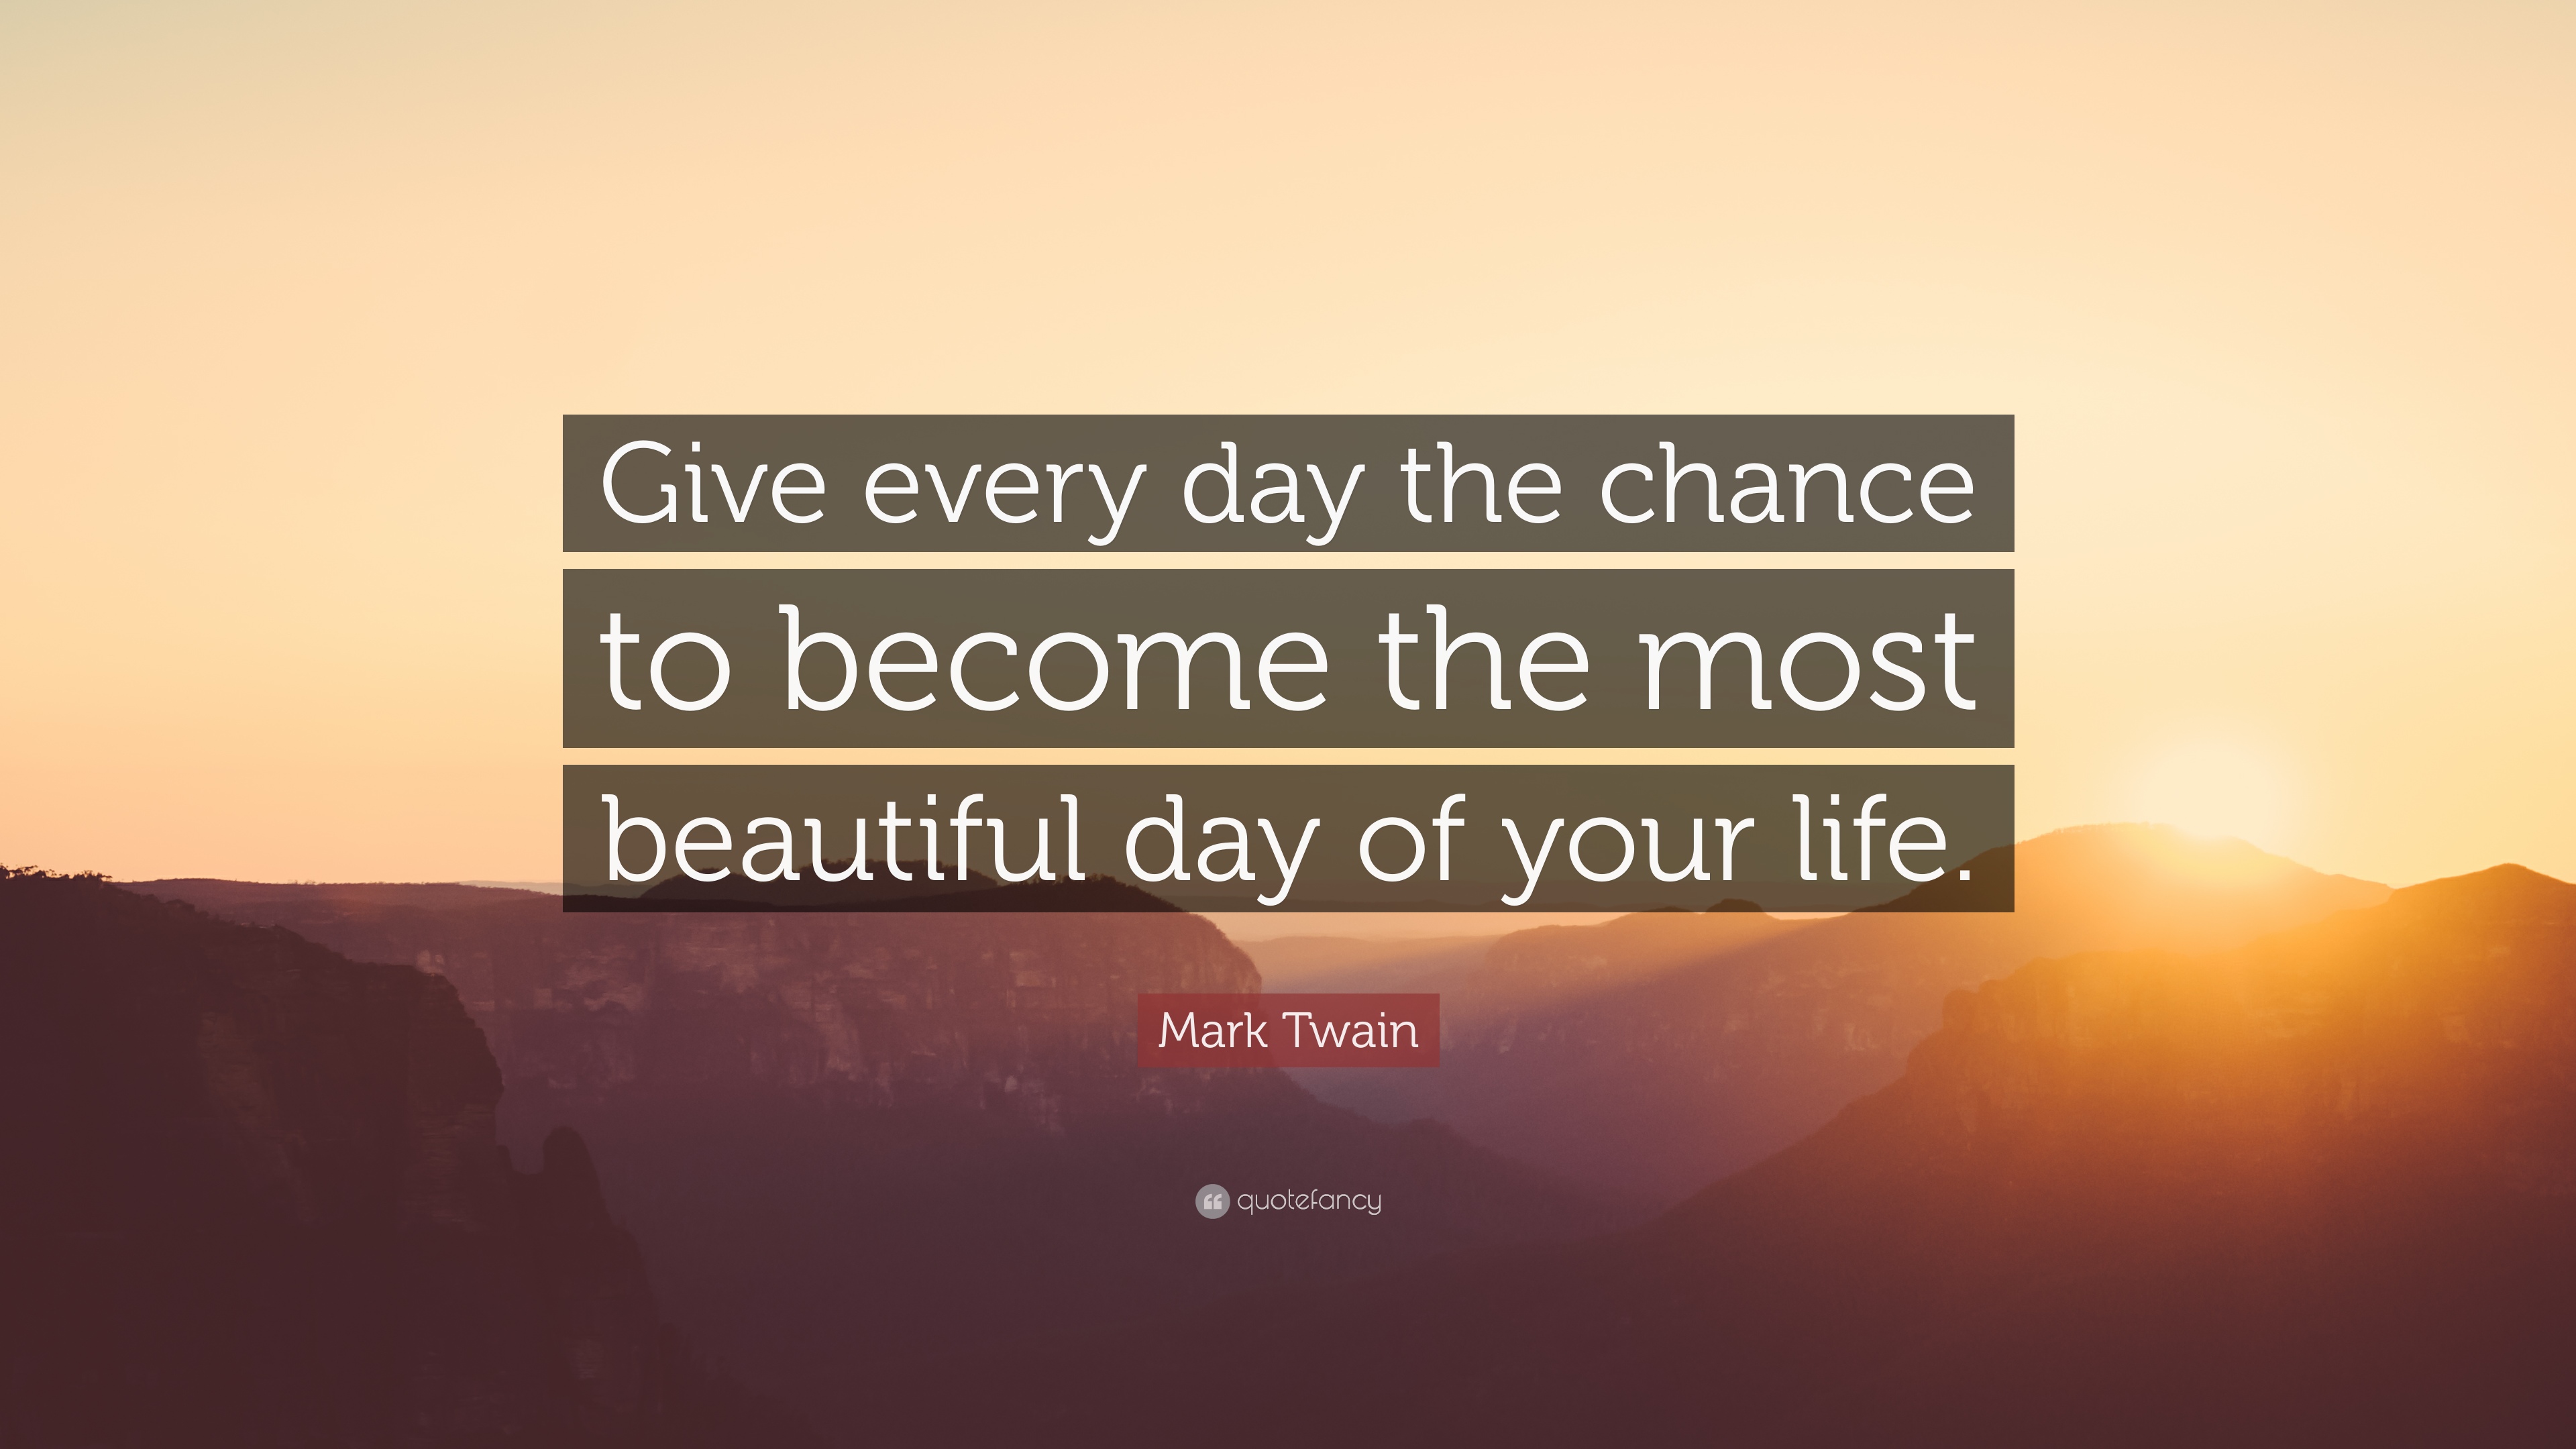 Give every day the chance
to become the most
beautiful day of your life.
Mark Twain
quotefancy